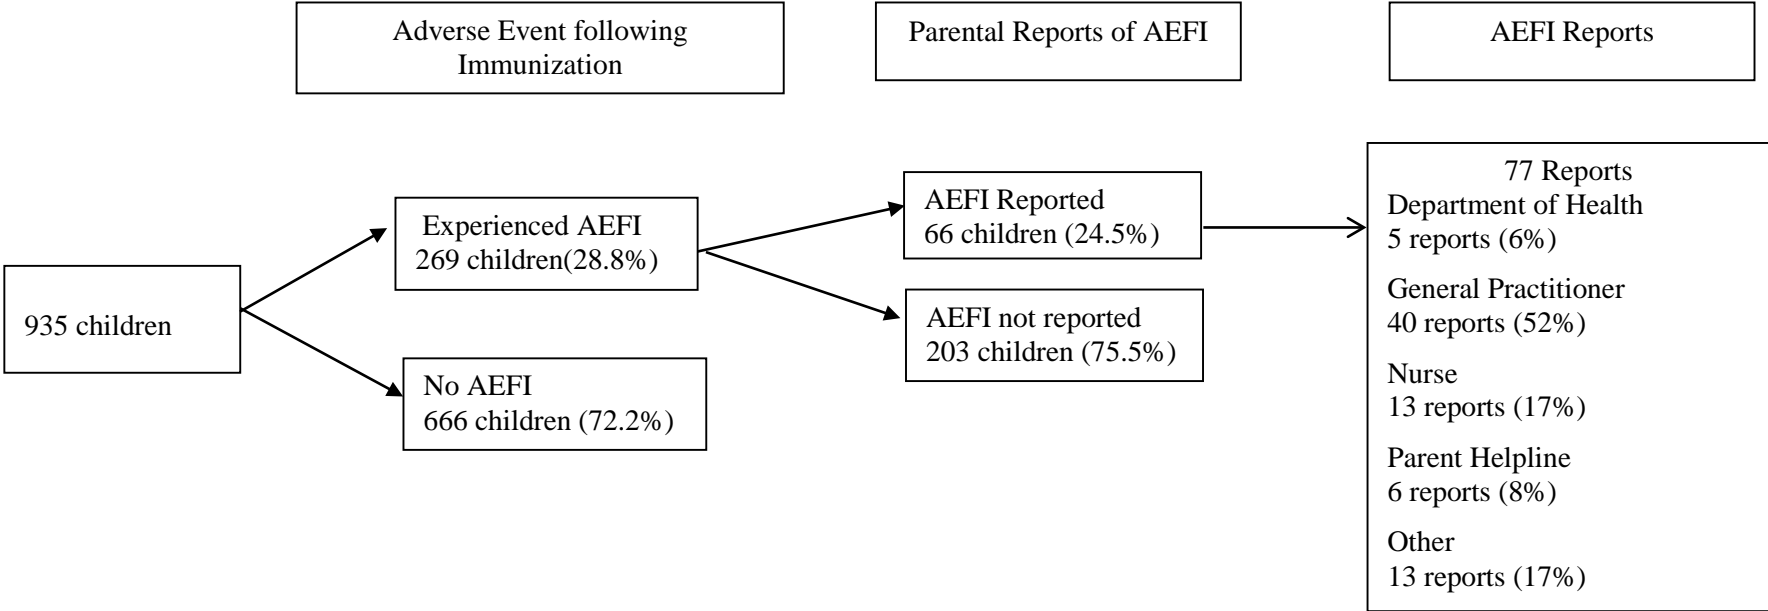 Adverse Event following
Immunization
Parental Reports of AEFI
AEFI Reports
935 children
Experienced AEFI
269 children(28.8%)
No AEFI
666 children (72.2%)
AEFI Reported
66 children (24.5%)
AEFI not reported
203 children (75.5%)
77 Reports
Department of Health
5 reports (6%)
General Practitioner
40 reports (52%)
Nurse
13 reports (17%)
Parent Helpline
6 reports (8%)
Other
13 reports (17%)